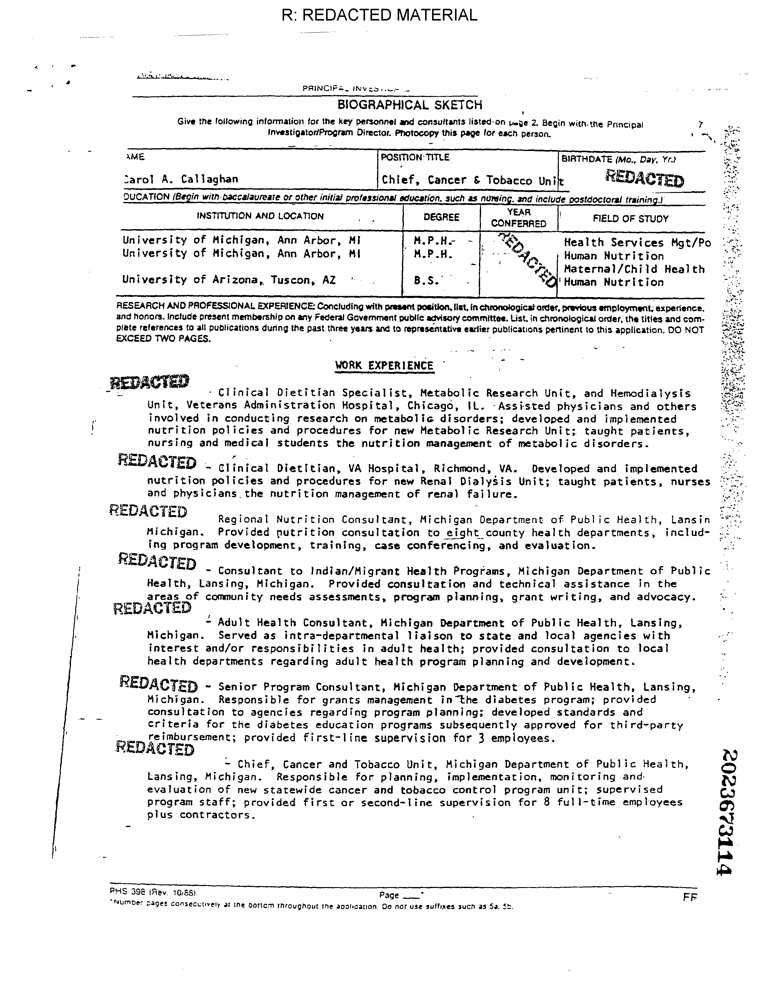 R: REDACTED MATERIAL
BIOGRAPHICAL SKETCH
Give the following information for the key personnel and consultants listed on page 2. Begin with the Principal
Investigator/Program Director. Photocopy this page for each person.
AME POSITION TITLE BIRTHDATE (Mo., Day, Yr.)
Carol A. Callaghan Chief, Cancer & Tobacco Unit REDACTED
DUCATION (Begin with baccalaureate or other initial professional education, such as nursing, and include postdoctoral training.)
INSTITUTION AND LOCATION DEGREE YEAR CONFERRED FIELD OF STUDY
University of Michigan, Ann Arbor, MI M.P.H. REDACTED Health Services Mgt/Po
University of Michigan, Ann Arbor, MI M.P.H. Human Nutrition
Maternal/Child Health
University of Arizona, Tuscon, AZ B.S. Human Nutrition
RESEARCH AND PROFESSIONAL EXPERIENCE: Concluding with present position, list, in chronological order, previous employment, experience,
and honors. Include present membership on any Federal Government public advisory committee. List, in chronological order, the titles and com-
plete references to all publications during the past three years and to representative earlier publications pertinent to this application. DO NOT
EXCEED TWO PAGES.
WORK EXPERIENCE
REDACTED
Clinical Dietitian Specialist, Metabolic Research Unit, and Hemodialysis
Unit, Veterans Administration Hospital, Chicago, IL. Assisted physicians and others
involved in conducting research on metabolic disorders; developed and implemented
nutrition policies and procedures for new Metabolic Research Unit; taught patients,
nursing and medical students the nutrition management of metabolic disorders.
REDACTED - Clinical Dietitian, VA Hospital, Richmond, VA. Developed and implemented
nutrition policies and procedures for new Renal Dialysis Unit; taught patients, nurses
and physicians the nutrition management of renal failure.
REDACTED
Regional Nutrition Consultant, Michigan Department of Public Health, Lansin
Michigan. Provided nutrition consultation to eight county health departments, includ-
ing program development, training, case conferencing, and evaluation.
REDACTED
- Consultant to Indian/Migrant Health Programs, Michigan Department of Public
Health, Lansing, Michigan. Provided consultation and technical assistance in the
areas of community needs assessments, program planning, grant writing, and advocacy.
REDACTED
- Adult Health Consultant, Michigan Department of Public Health, Lansing,
Michigan. Served as intra-departmental liaison to state and local agencies with
interest and/or responsibilities in adult health; provided consultation to local
health departments regarding adult health program planning and development.
REDACTED - Senior Program Consultant, Michigan Department of Public Health, Lansing,
Michigan. Responsible for grants management in the diabetes program; provided
consultation to agencies regarding program planning; developed standards and
criteria for the diabetes education programs subsequently approved for third-party
reimbursement; provided first-line supervision for 3 employees.
REDACTED
- Chief, Cancer and Tobacco Unit, Michigan Department of Public Health,
Lansing, Michigan. Responsible for planning, implementation, monitoring and
evaluation of new statewide cancer and tobacco control program unit; supervised
program staff; provided first or second-line supervision for 8 full-time employees
plus contractors.
2023673114
PHS 398 (Rev. 10/88) Page ___* FF
*Number pages consecutively at the bottom throughout the application. Do not use suffixes such as 5a, 5b.